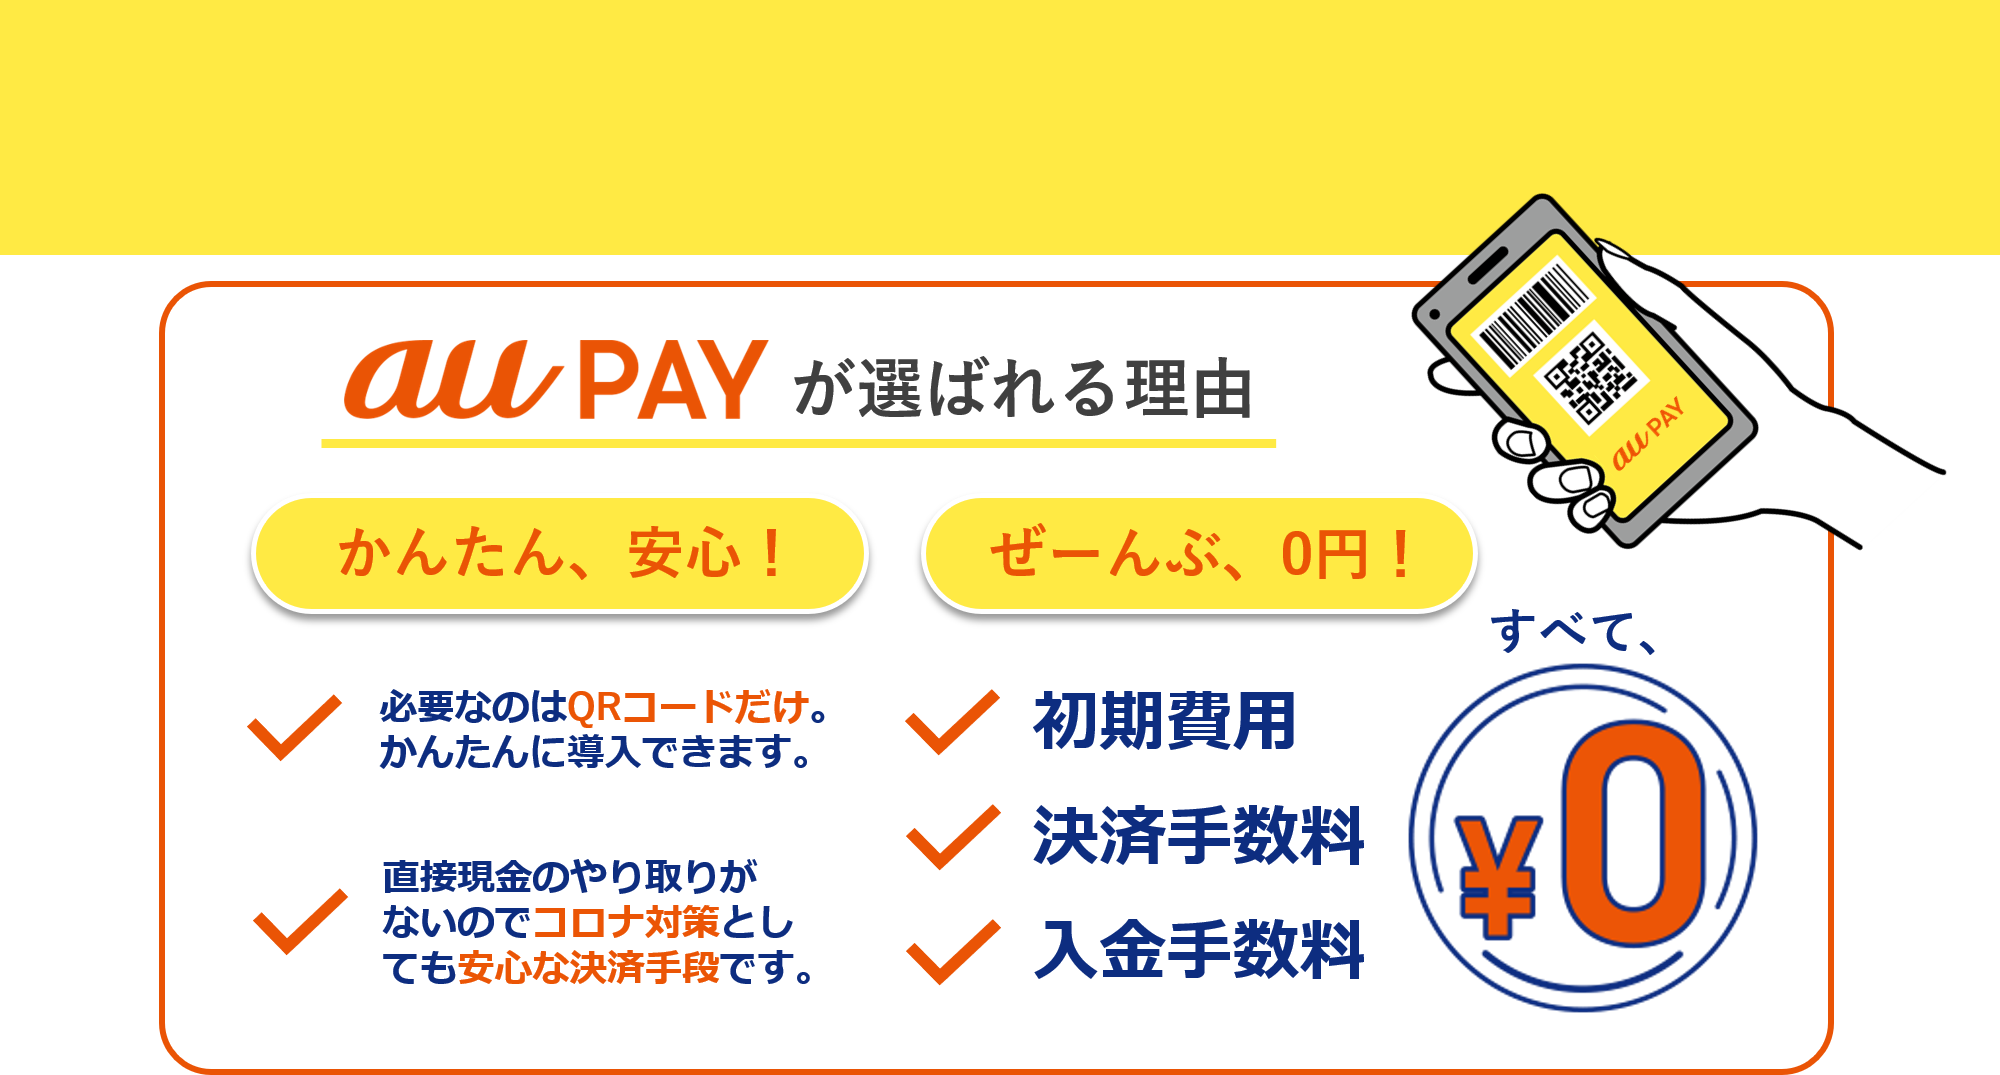 au PAY が選ばれる理由
au PAY
かんたん、安心！
必要なのはQRコードだけ。
かんたんに導入できます。
直接現金のやり取りが
ないのでコロナ対策とし
ても安心な決済手段です。
ぜーんぶ、0円！
初期費用
決済手数料
入金手数料
すべて、
¥0